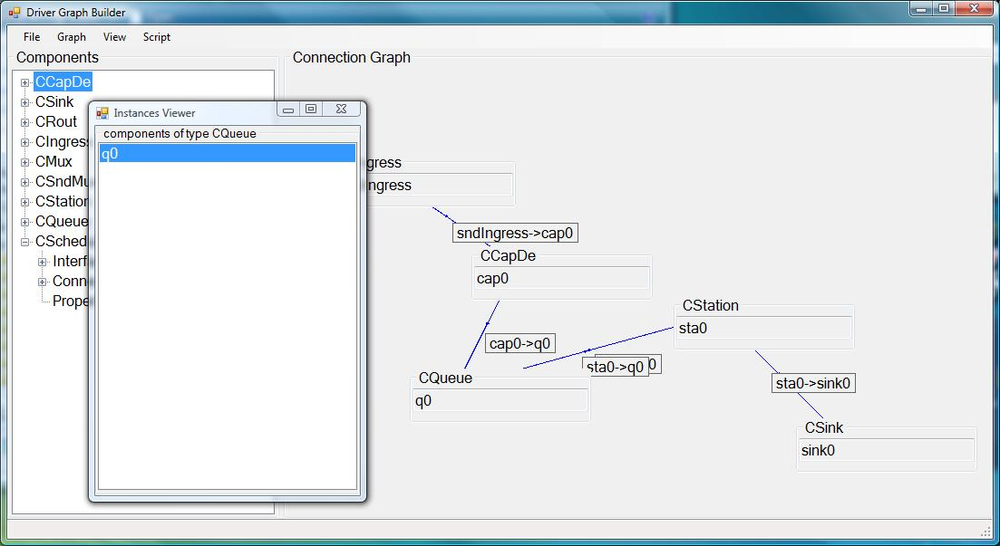 Driver Graph Builder
File Graph View Script
Components
CCapDe
CSink
CRout
CIngress
CMux
CSndMu
CStation
CQueue
CSched
Interf
Conn
Prope
Instances Viewer
components of type CQueue
q0
Connection Graph
gress
ngress
sndIngress->cap0
CCapDe
cap0
cap0->q0
CStation
sta0
sta0->q0
0
CQueue
q0
sta0->sink0
CSink
sink0